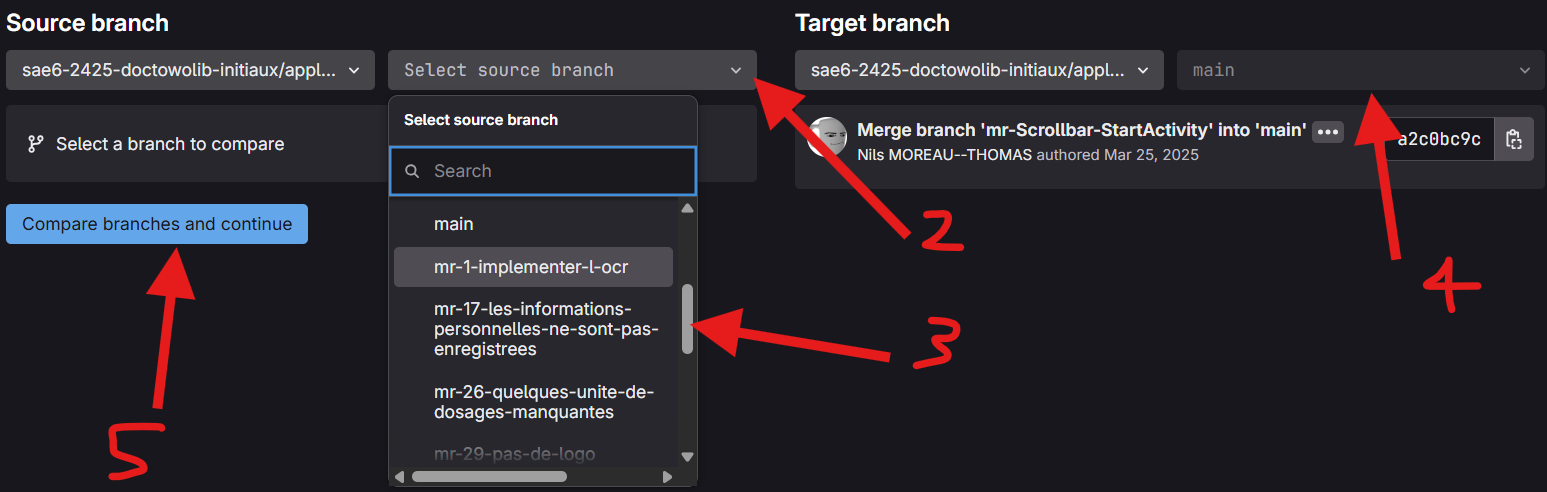 Source branch
sae6-2425-doctowolib-initiaux/appl...
Select source branch
Select a branch to compare
Compare branches and continue
Select source branch
Search
main
mr-1-implementer-l-ocr
mr-17-les-informations-
personnelles-ne-sont-pas-
enregistrees
mr-26-quelques-unite-de-
dosages-manquantes
mr-29-pas-de-logo
Target branch
sae6-2425-doctowolib-initiaux/appl...
main
Merge branch 'mr-Scrollbar-StartActivity' into 'main'
Nils MOREAU--THOMAS authored Mar 25, 2025
a2c0bc9c
2
3
4
5